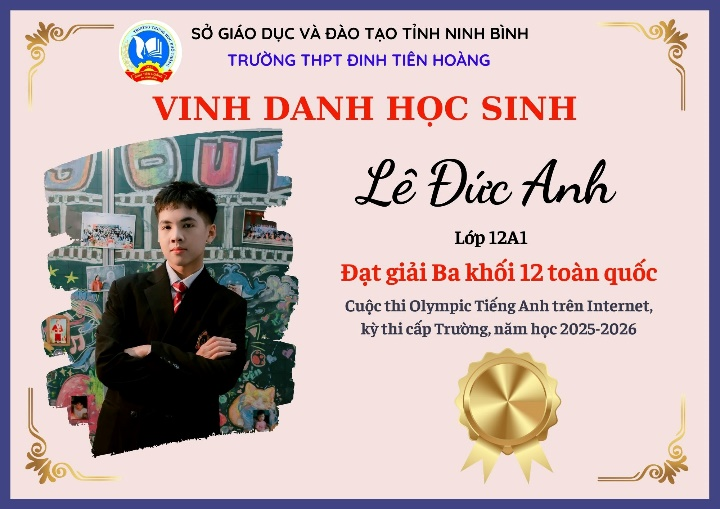 SỞ GIÁO DỤC VÀ ĐÀO TẠO TỈNH NINH BÌNH
TRƯỜNG THPT ĐINH TIÊN HOÀNG
VINH DANH HỌC SINH
Lê Đức Anh
Lớp 12A1
Đạt giải Ba khối 12 toàn quốc
Cuộc thi Olympic Tiếng Anh trên Internet,
kỳ thi cấp Trường, năm học 2025-2026